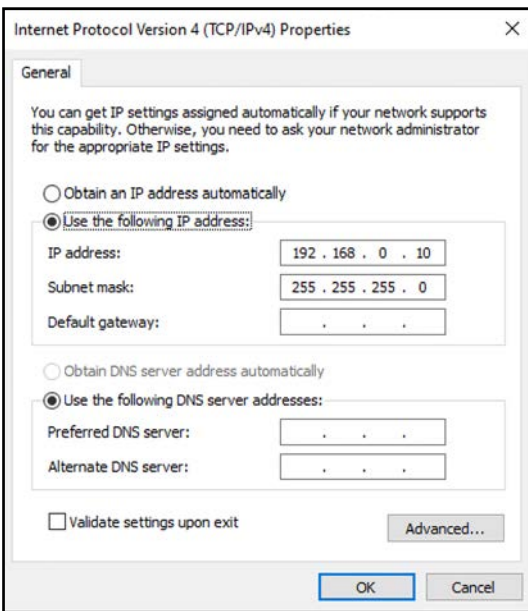 Internet Protocol Version 4 (TCP/IPv4) Properties
General
You can get IP settings assigned automatically if your network supports
this capability. Otherwise, you need to ask your network administrator
for the appropriate IP settings.
Obtain an IP address automatically
Use the following IP address:
IP address: 192 . 168 . 0 . 10
Subnet mask: 255 . 255 . 255 . 0
Default gateway: . . .
Obtain DNS server address automatically
Use the following DNS server addresses:
Preferred DNS server: . . .
Alternate DNS server: . . .
Validate settings upon exit
Advanced...
OK Cancel